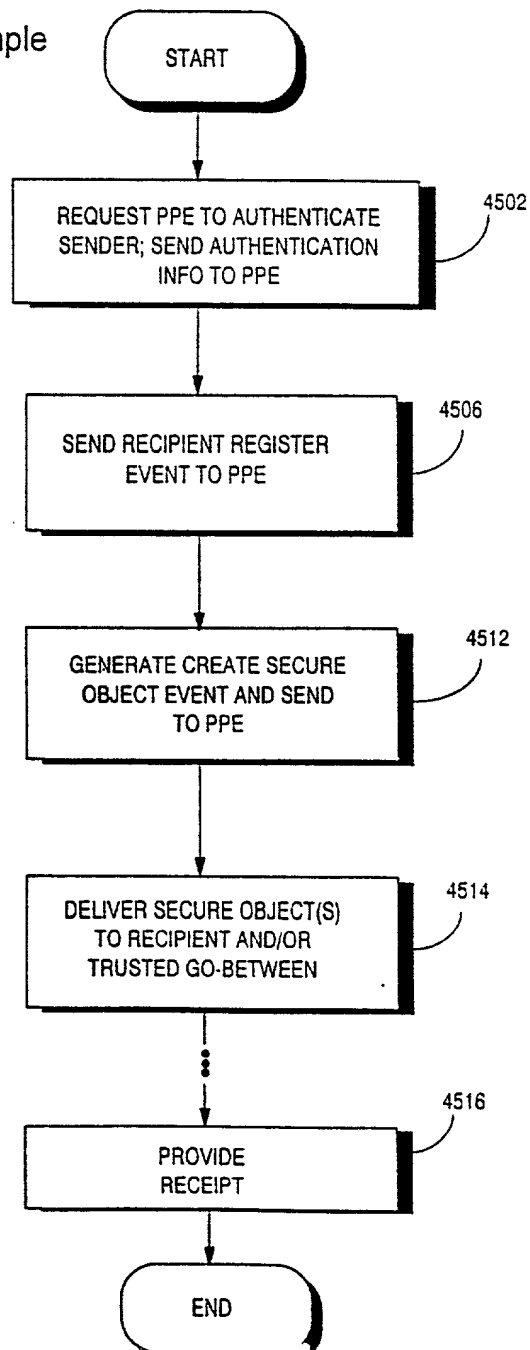 START
REQUEST PPE TO AUTHENTICATE
SENDER; SEND AUTHENTICATION
INFO TO PPE
4502
SEND RECIPIENT REGISTER
EVENT TO PPE
4506
GENERATE CREATE SECURE
OBJECT EVENT AND SEND
TO PPE
4512
DELIVER SECURE OBJECT(S)
TO RECIPIENT AND/OR
TRUSTED GO-BETWEEN
4514
PROVIDE
RECEIPT
4516
END